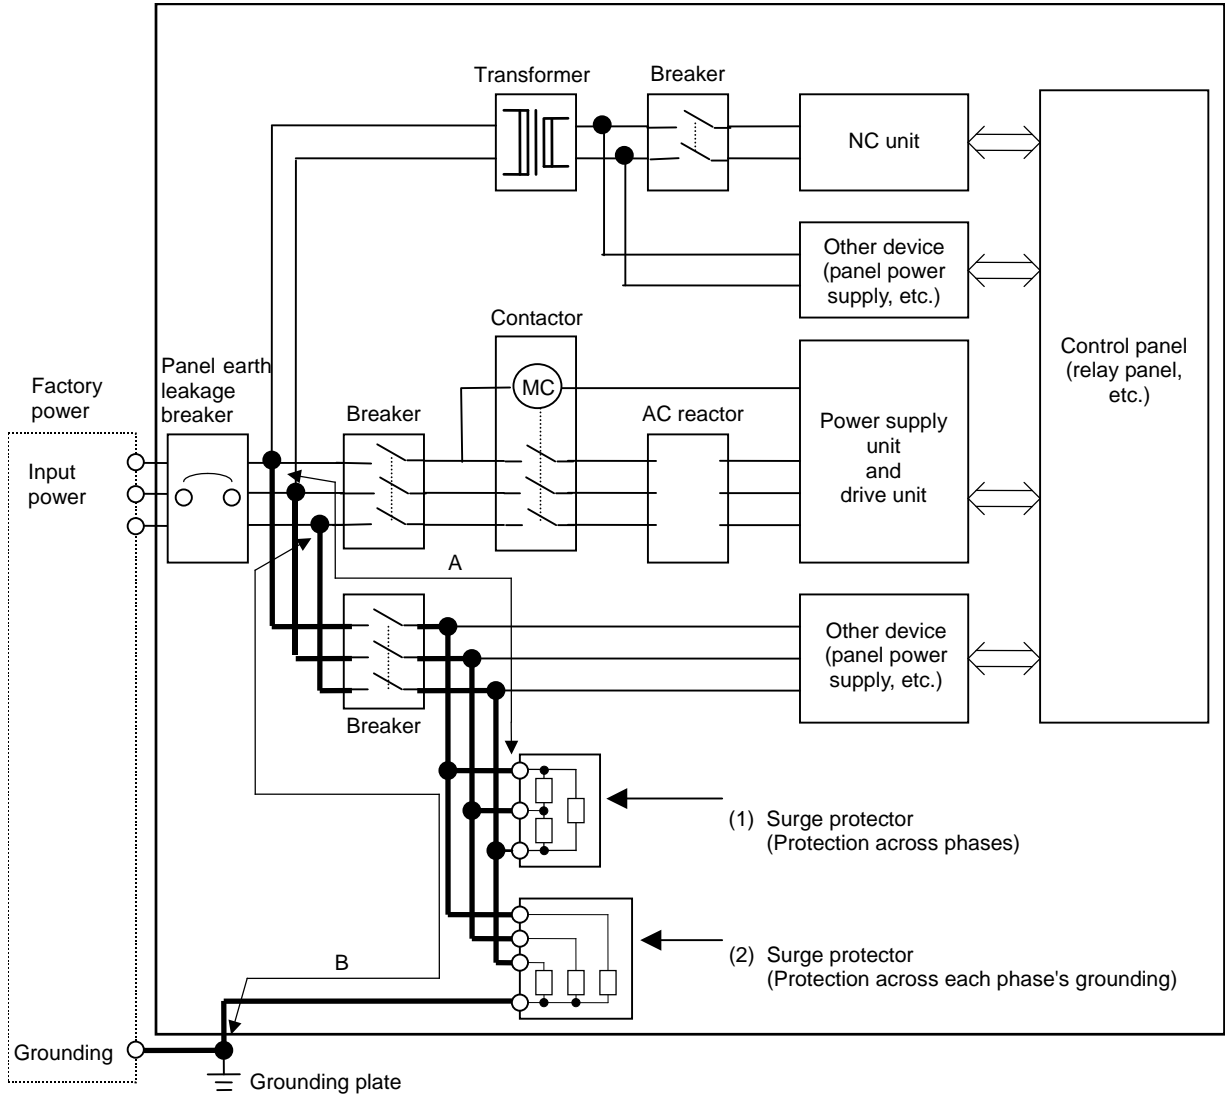 Transformer
Breaker
NC unit
Other device
(panel power
supply, etc.)
Contactor
MC
Panel earth
leakage
breaker
Factory
power
Breaker
AC reactor
Power supply
unit
and
drive unit
Control panel
(relay panel,
etc.)
Input
power
A
Other device
(panel power
supply, etc.)
Breaker
(1) Surge protector
(Protection across phases)
B
(2) Surge protector
(Protection across each phase's grounding)
Grounding
Grounding plate